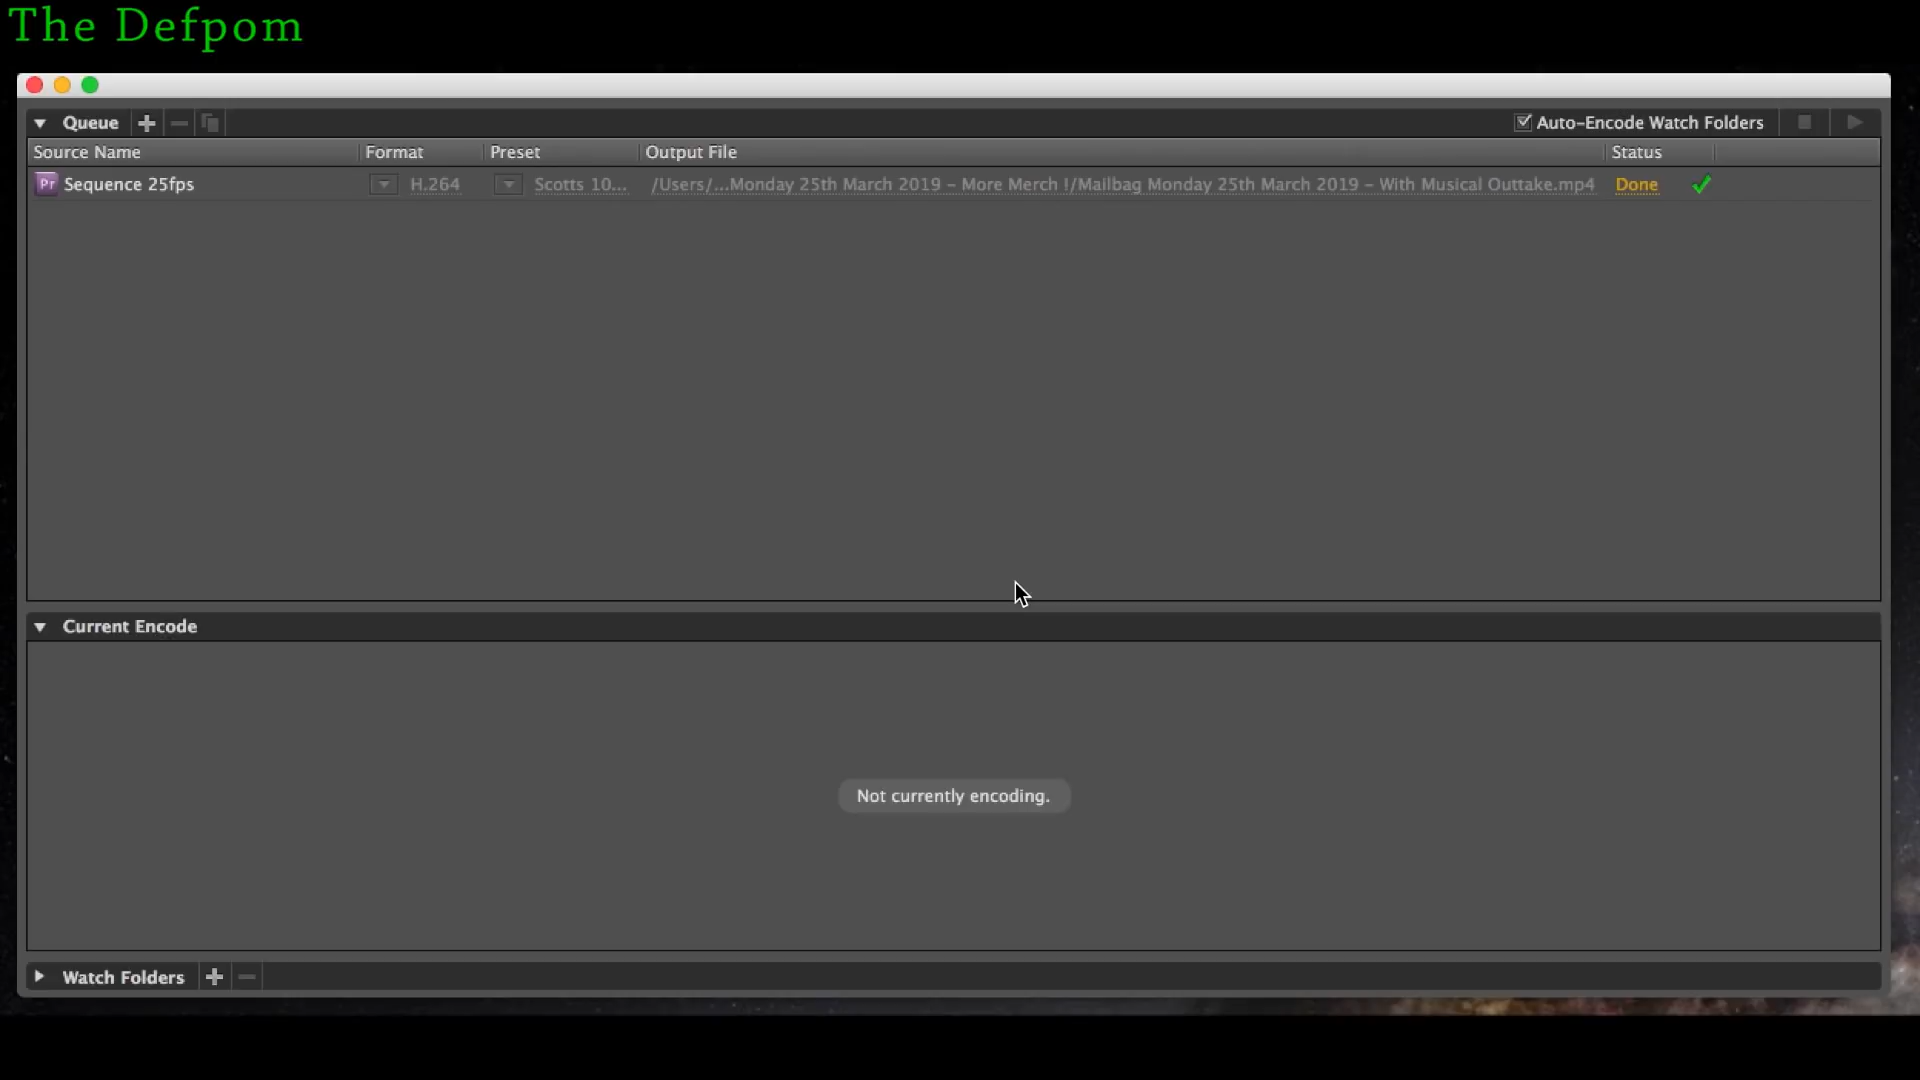 The Defpom
Queue
Auto-Encode Watch Folders
Source Name Format Preset Output File Status
Pr Sequence 25fps H.264 Scotts 10... /Users/...Monday 25th March 2019 – More Merch !/Mailbag Monday 25th March 2019 – With Musical Outtake.mp4 Done
Current Encode
Not currently encoding.
Watch Folders